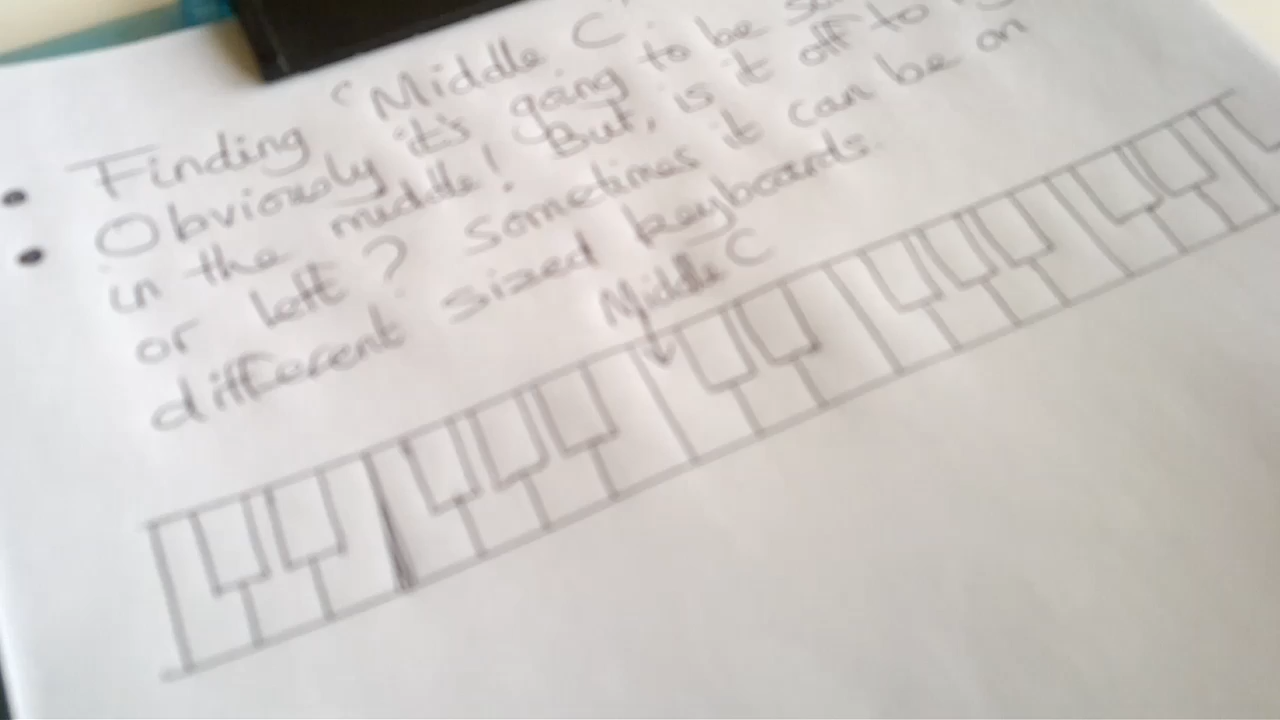 Finding "Middle C"
Obviously it's going to be
in the middle! But, is it off to
or left? Sometimes it can be on
different sized keyboards.
Middle C